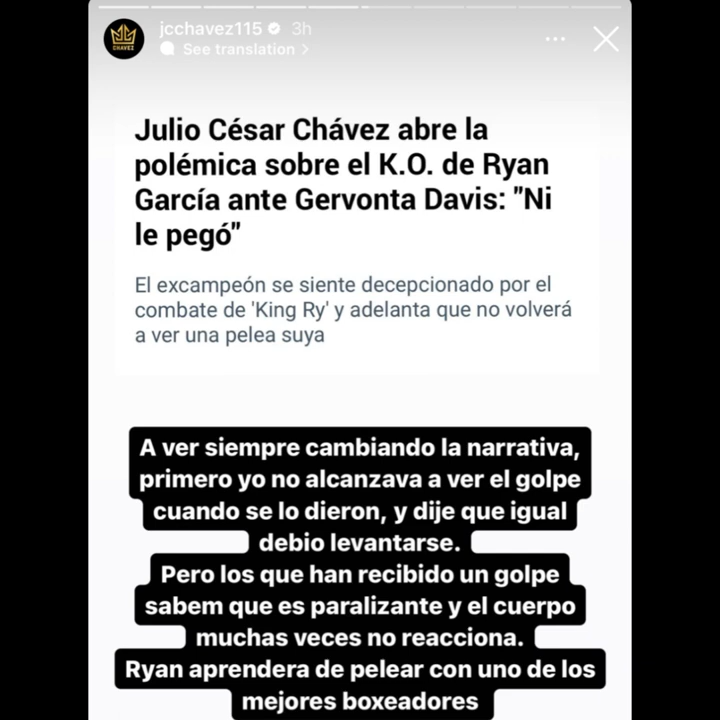 jcchavez115 3h
See translation >
CHAVEZ
Julio César Chávez abre la
polémica sobre el K.O. de Ryan
García ante Gervonta Davis: "Ni
le pegó"
El excampeón se siente decepcionado por el
combate de 'King Ry' y adelanta que no volverá
a ver una pelea suya
A ver siempre cambiando la narrativa,
primero yo no alcanzava a ver el golpe
cuando se lo dieron, y dije que igual
debio levantarse.
Pero los que han recibido un golpe
sabem que es paralizante y el cuerpo
muchas veces no reacciona.
Ryan aprendera de pelear con uno de los
mejores boxeadores